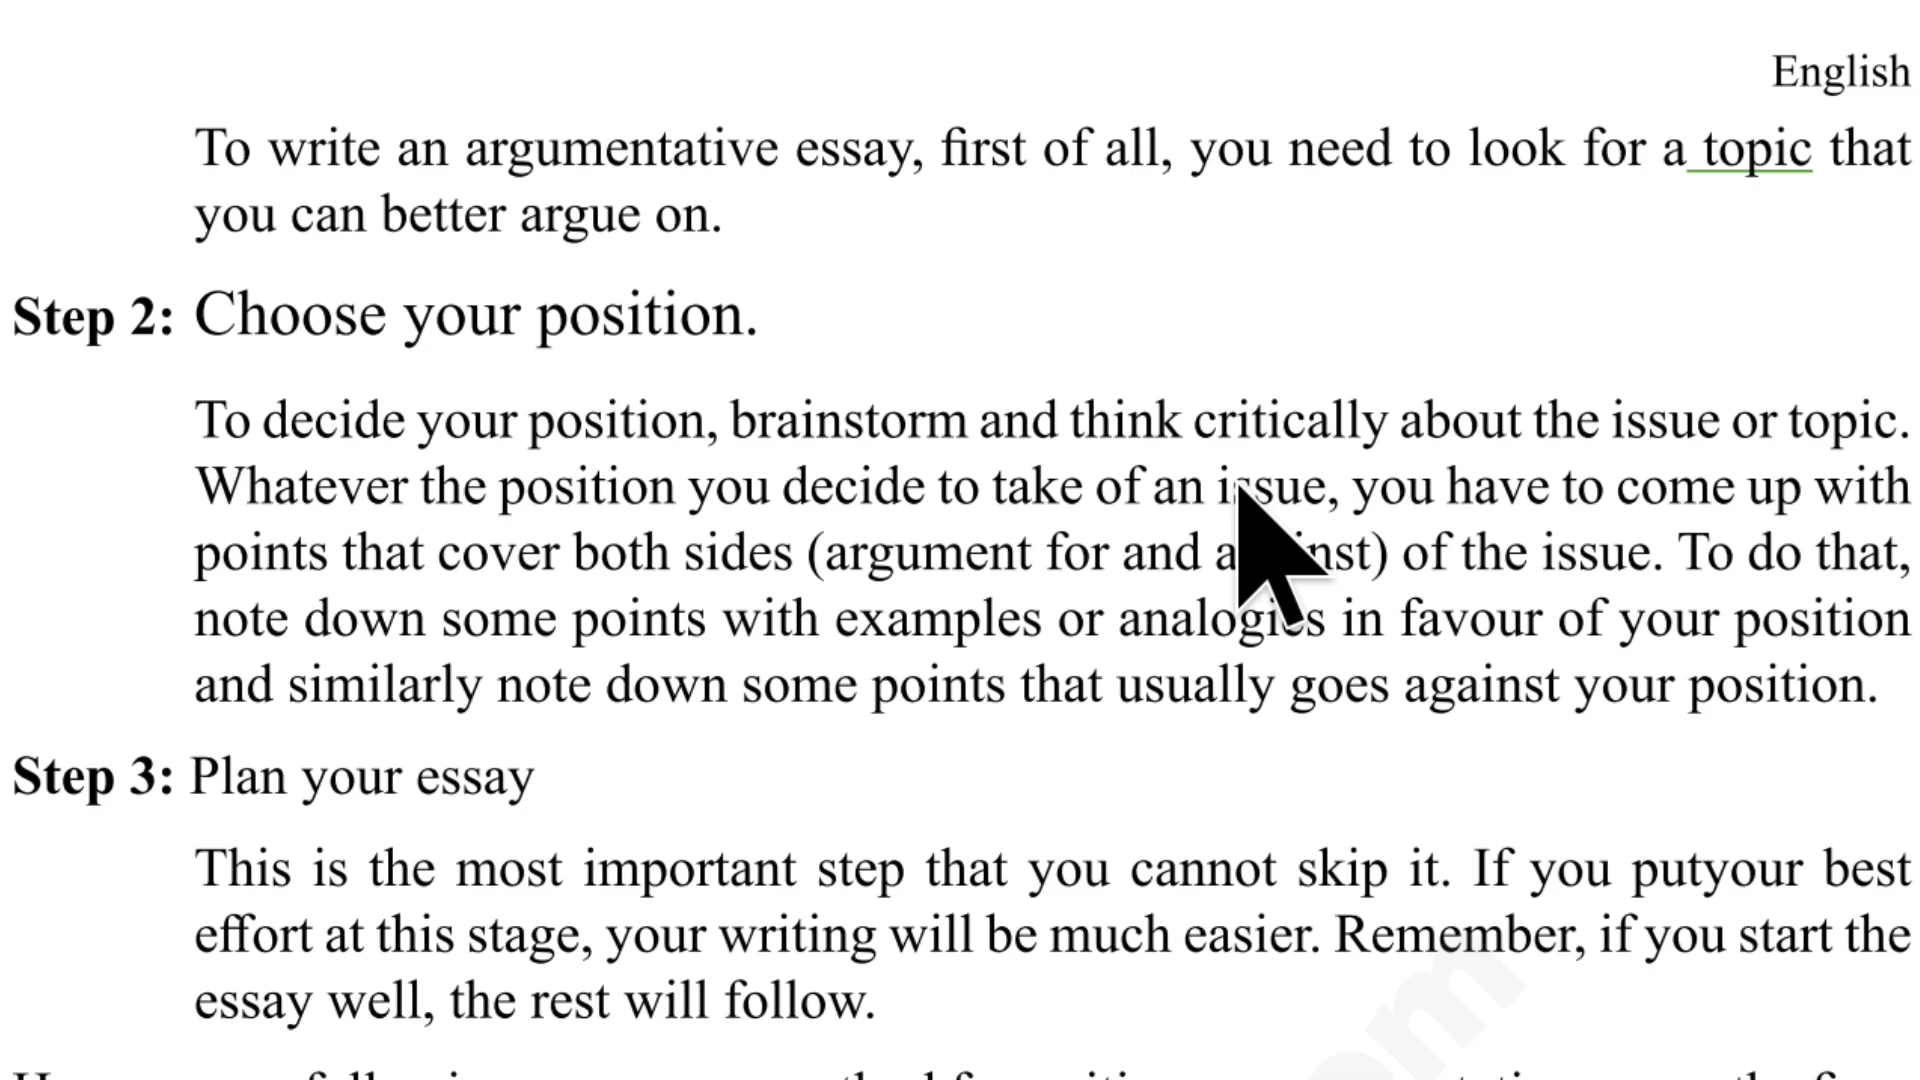 English
To write an argumentative essay, first of all, you need to look for a topic that
you can better argue on.
Step 2: Choose your position.
To decide your position, brainstorm and think critically about the issue or topic.
Whatever the position you decide to take of an issue, you have to come up with
points that cover both sides (argument for and against) of the issue. To do that,
note down some points with examples or analogies in favour of your position
and similarly note down some points that usually goes against your position.
Step 3: Plan your essay
This is the most important step that you cannot skip it. If you putyour best
effort at this stage, your writing will be much easier. Remember, if you start the
essay well, the rest will follow.